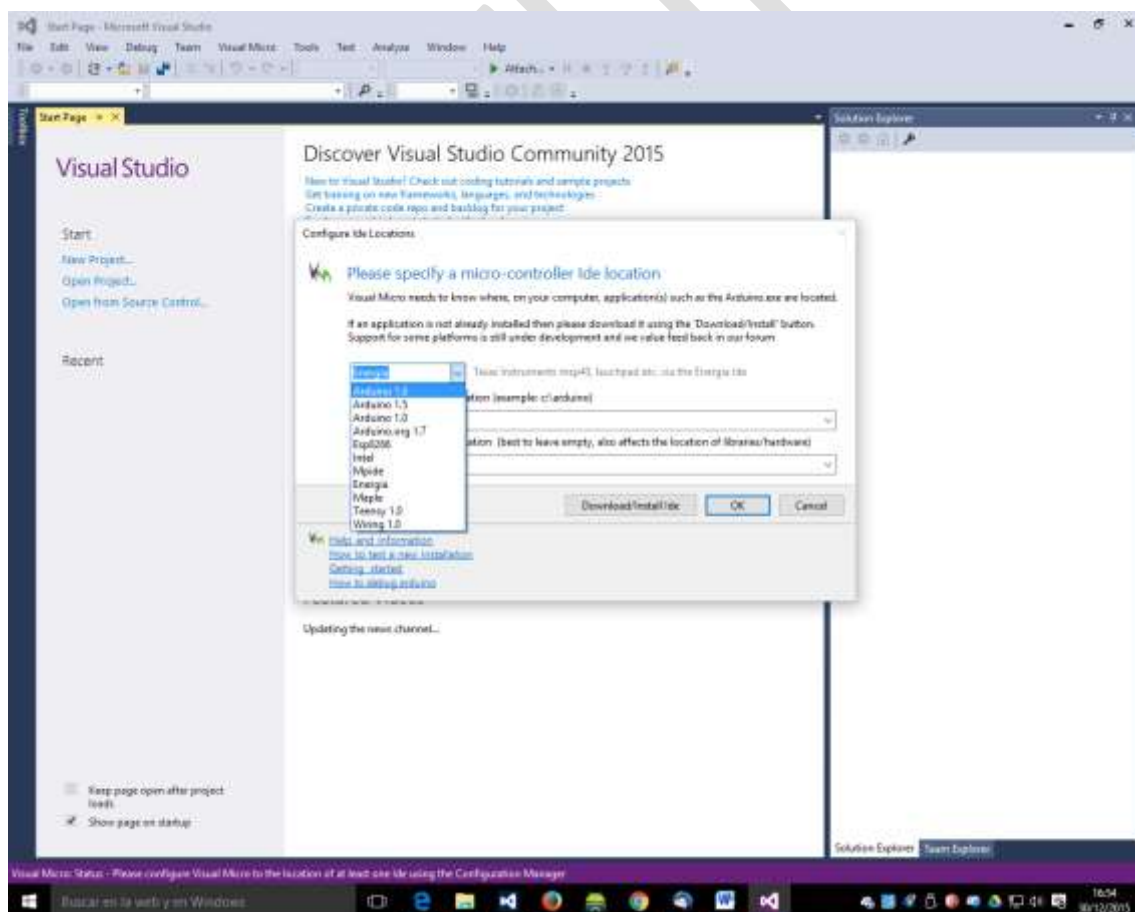 Start Page - Microsoft Visual Studio
File Edit View Debug Team Visual Micro Tools Test Analyze Window Help
Attach...
Toolbox
Start Page
Solution Explorer
Visual Studio
Discover Visual Studio Community 2015
New to Visual Studio? Check out coding tutorials and sample projects
Get training on new frameworks, languages, and technologies
Create a private code repo and backlog for your project
Start
New Project...
Open Project...
Open from Source Control...
Recent
Configure Ide Locations
Please specify a micro-controller Ide location
Visual Micro needs to know where, on your computer, application(s) such as the Arduino.exe are located.
If an application is not already installed then please download it using the 'Download/Install' button.
Support for some platforms is still under development and we value feed back in our forum
Energia
Texas Instruments msp43, launchpad etc. via the Energia Ide
Arduino 1.6
Arduino 1.5
Arduino 1.0
Arduino.org 1.7
Esp8266
Intel
Mpide
Energia
Maple
Teensy 1.0
Wiring 1.0
(example: c:\arduino)
(best to leave empty, also affects the location of libraries/hardware)
Download/Install Ide OK Cancel
Help and information
How to test a new installation
Getting started
How to debug arduino
Updating the news channel...
Keep page open after project
loads
Show page on startup
Solution Explorer Team Explorer
Visual Micro: Status - Please configure Visual Micro to the location of at least one Ide using the Configuration Manager
Buscar en la web y en Windows
16:54
30/12/2015